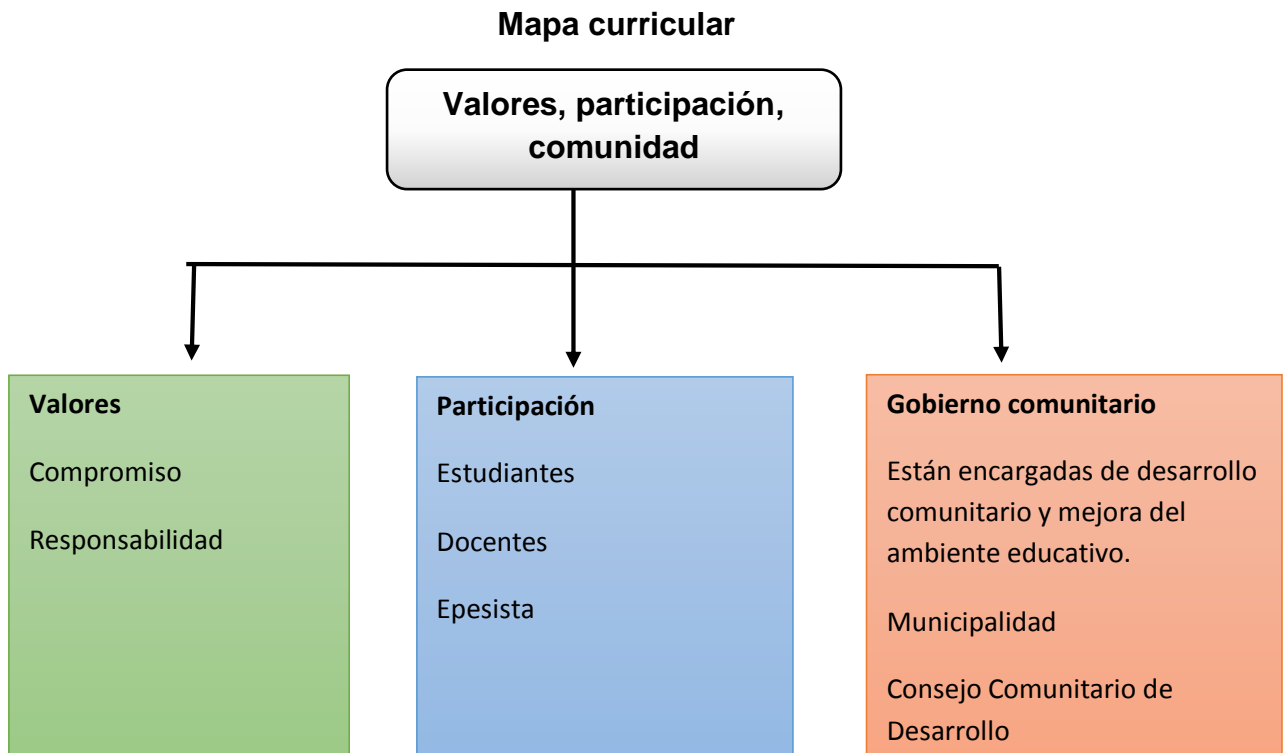 Mapa curricular
Valores, participación,
comunidad
Valores
Compromiso
Responsabilidad
Participación
Estudiantes
Docentes
Epesista
Gobierno comunitario
Están encargadas de desarrollo
comunitario y mejora del
ambiente educativo.
Municipalidad
Consejo Comunitario de
Desarrollo